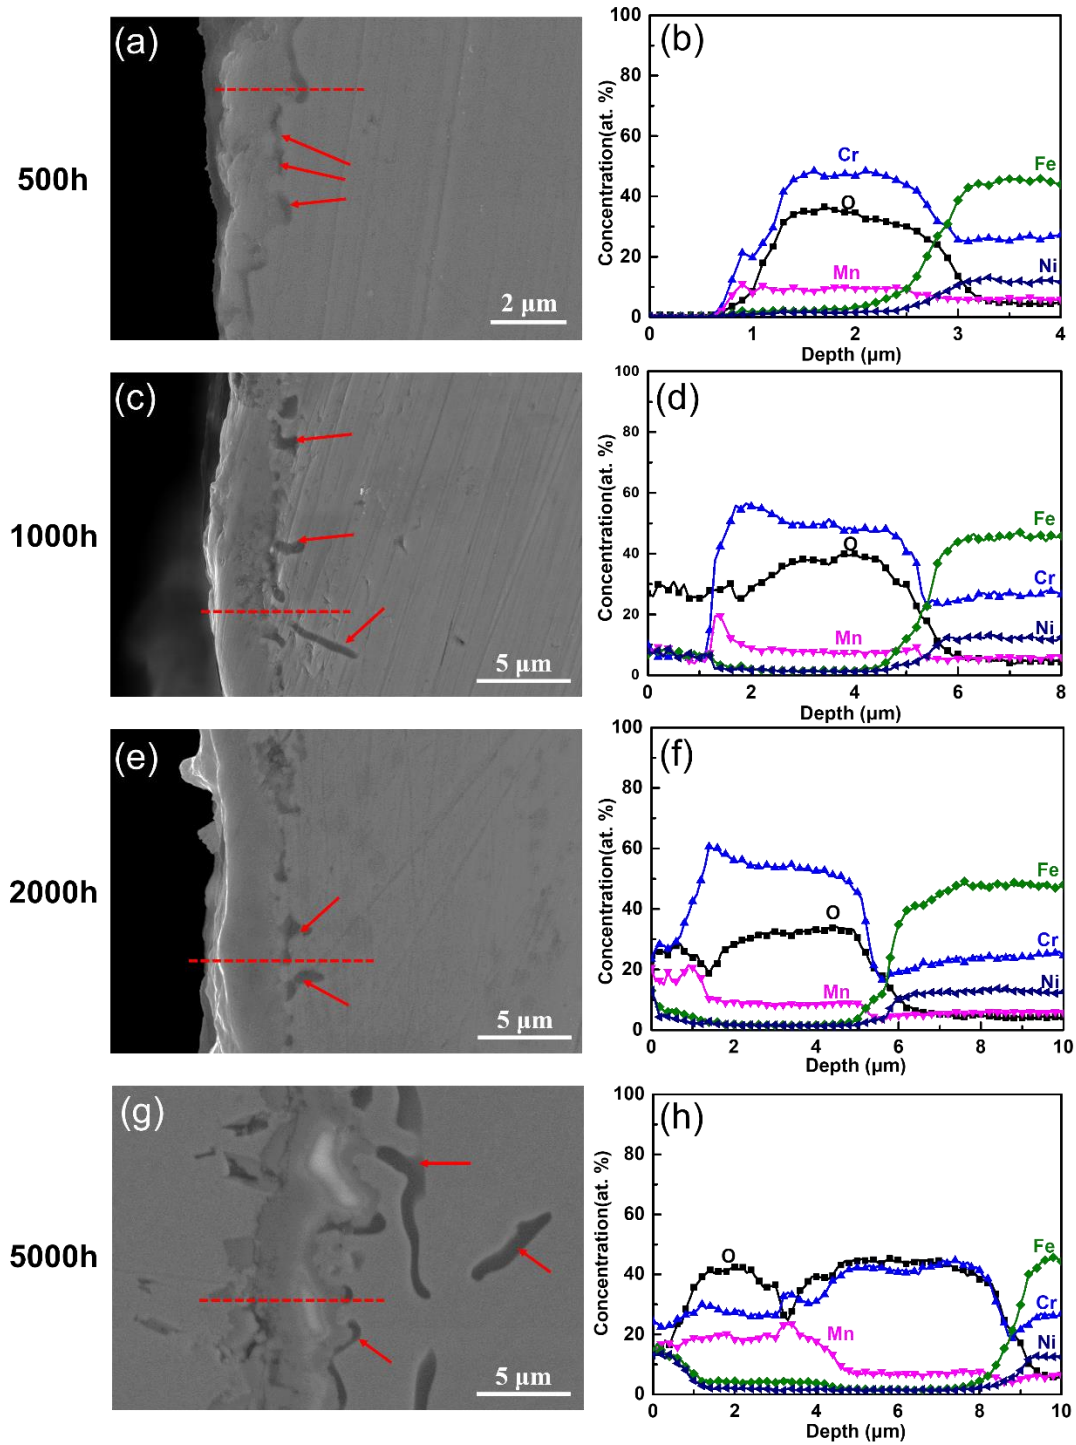 500h
(a)
2 μm
(b)
Concentration(at. %)
100
80
60
40
20
0
Cr
O
Mn
Fe
Ni
0 1 2 3 4
Depth (μm)
1000h
(c)
5 μm
(d)
Concentration(at. %)
100
80
60
40
20
0
Fe
O
Cr
Mn
Ni
0 2 4 6 8
Depth (μm)
2000h
(e)
5 μm
(f)
Concentration(at. %)
100
80
60
40
20
0
Fe
O
Cr
Mn
Ni
0 2 4 6 8 10
Depth (μm)
5000h
(g)
5 μm
(h)
Concentration(at. %)
100
80
60
40
20
0
O
Fe
Cr
Mn
Ni
0 2 4 6 8 10
Depth (μm)